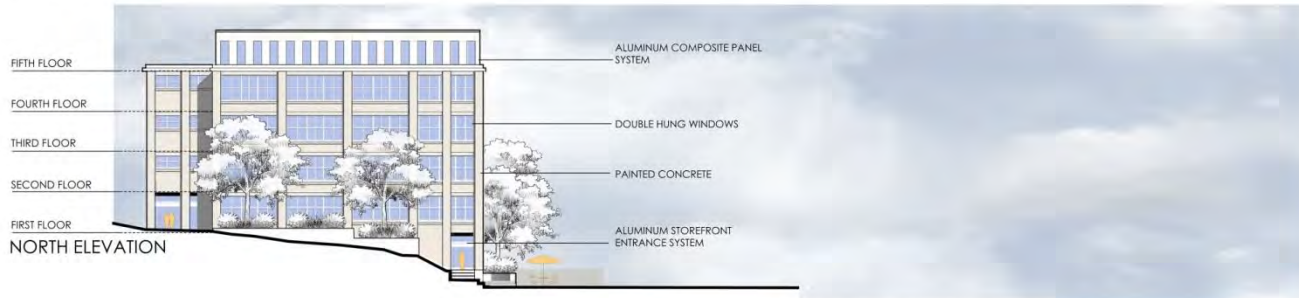 FIFTH FLOOR
FOURTH FLOOR
THIRD FLOOR
SECOND FLOOR
FIRST FLOOR
NORTH ELEVATION
ALUMINUM COMPOSITE PANEL
SYSTEM
DOUBLE HUNG WINDOWS
PAINTED CONCRETE
ALUMINUM STOREFRONT
ENTRANCE SYSTEM